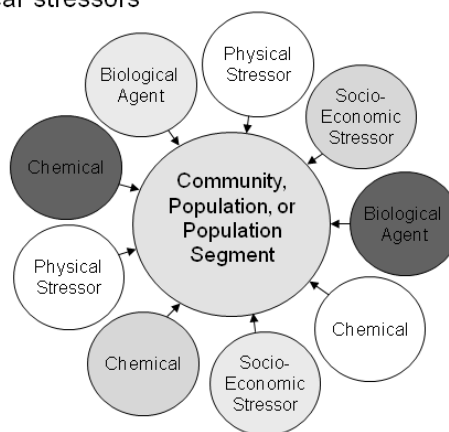 cal stressors
Physical
Stressor
Biological
Agent
Socio-
Economic
Stressor
Chemical
Community,
Population, or
Population
Segment
Biological
Agent
Physical
Stressor
Chemical
Chemical
Socio-
Economic
Stressor